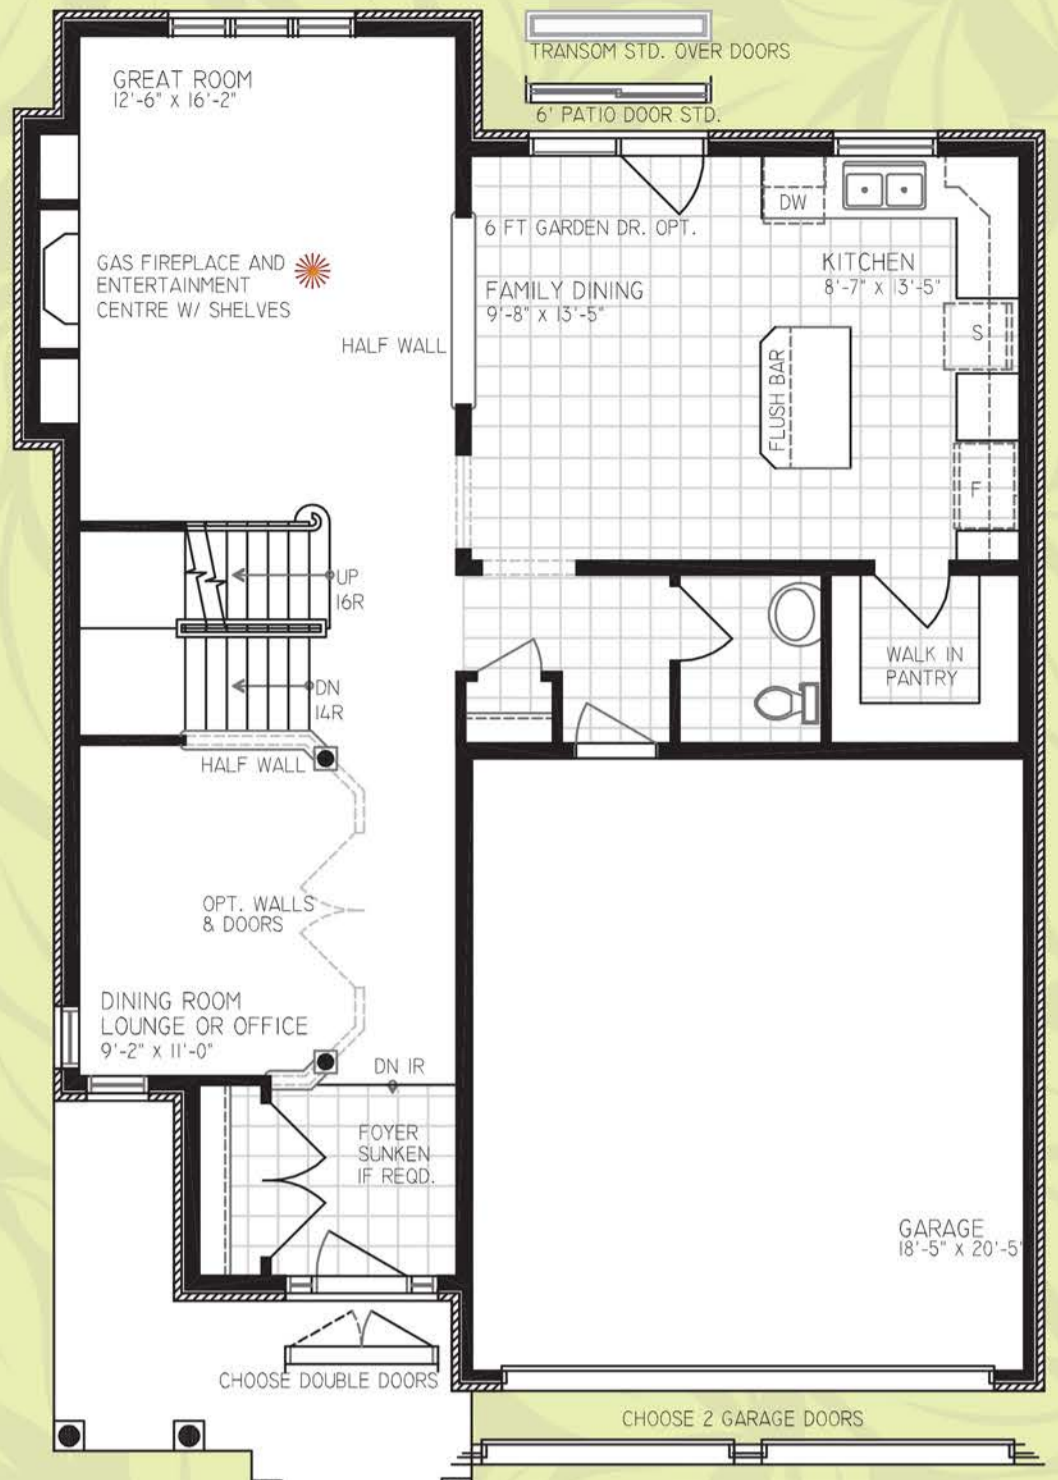 TRANSOM STD. OVER DOORS
6' PATIO DOOR STD.
GREAT ROOM
12'-6" X 16'-2"
GAS FIREPLACE AND
ENTERTAINMENT
CENTRE W/ SHELVES
HALF WALL
6 FT GARDEN DR. OPT.
FAMILY DINING
9'-8" X 13'-5"
DW
KITCHEN
8'-7" X 13'-5"
S
FLUSH BAR
F
UP
16R
DN
14R
WALK IN
PANTRY
HALF WALL
OPT. WALLS
& DOORS
DINING ROOM
LOUNGE OR OFFICE
9'-2" X 11'-0"
DN 1R
FOYER
SUNKEN
IF REQD.
GARAGE
18'-5" X 20'-5"
CHOOSE DOUBLE DOORS
CHOOSE 2 GARAGE DOORS